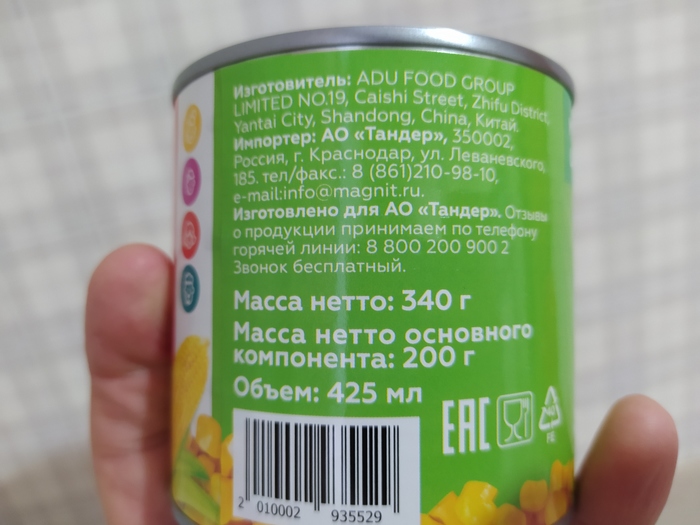 Изготовитель: ADU FOOD GROUP
LIMITED NO.19, Caishi Street, Zhifu District,
Yantai City, Shandong, China, Китай.
Импортер: АО «Тандер», 350002,
Россия, г. Краснодар, ул. Леваневского,
185. тел/факс.: 8 (861)210-98-10,
e-mail:info@magnit.ru.
Изготовлено для АО «Тандер». Отзывы
о продукции принимаем по телефону
горячей линии: 8 800 200 900 2
Звонок бесплатный.
Масса нетто: 340 г
Масса нетто основного
компонента: 200 г
Объем: 425 мл
EAC
40
FE
2 010002 935529